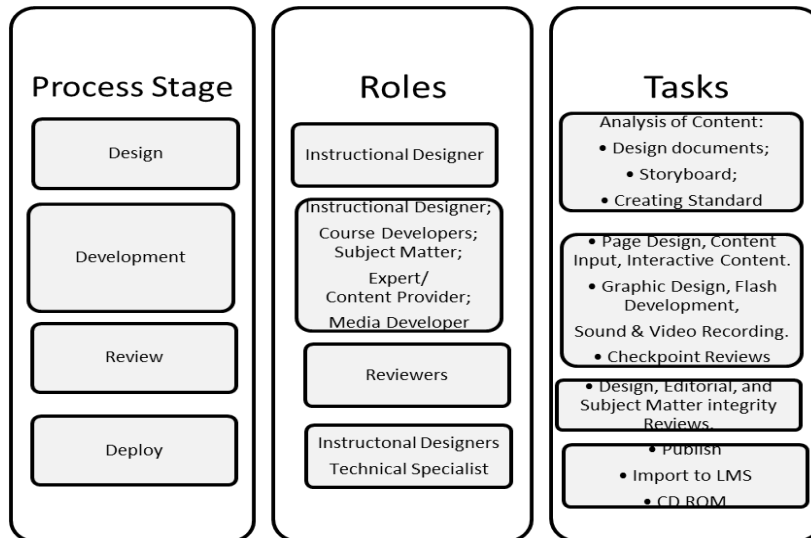 Process Stage
Design
Development
Review
Deploy
Roles
Instructional Designer
Instructional Designer;
Course Developers;
Subject Matter;
Expert/
Content Provider;
Media Developer
Reviewers
Instructonal Designers
Technical Specialist
Tasks
Analysis of Content:
• Design documents;
• Storyboard;
• Creating Standard
• Page Design, Content
Input, Interactive Content.
• Graphic Design, Flash
Development,
Sound & Video Recording.
• Checkpoint Reviews
• Design, Editorial, and
Subject Matter integrity
Reviews.
• Publish
• Import to LMS
• CD ROM